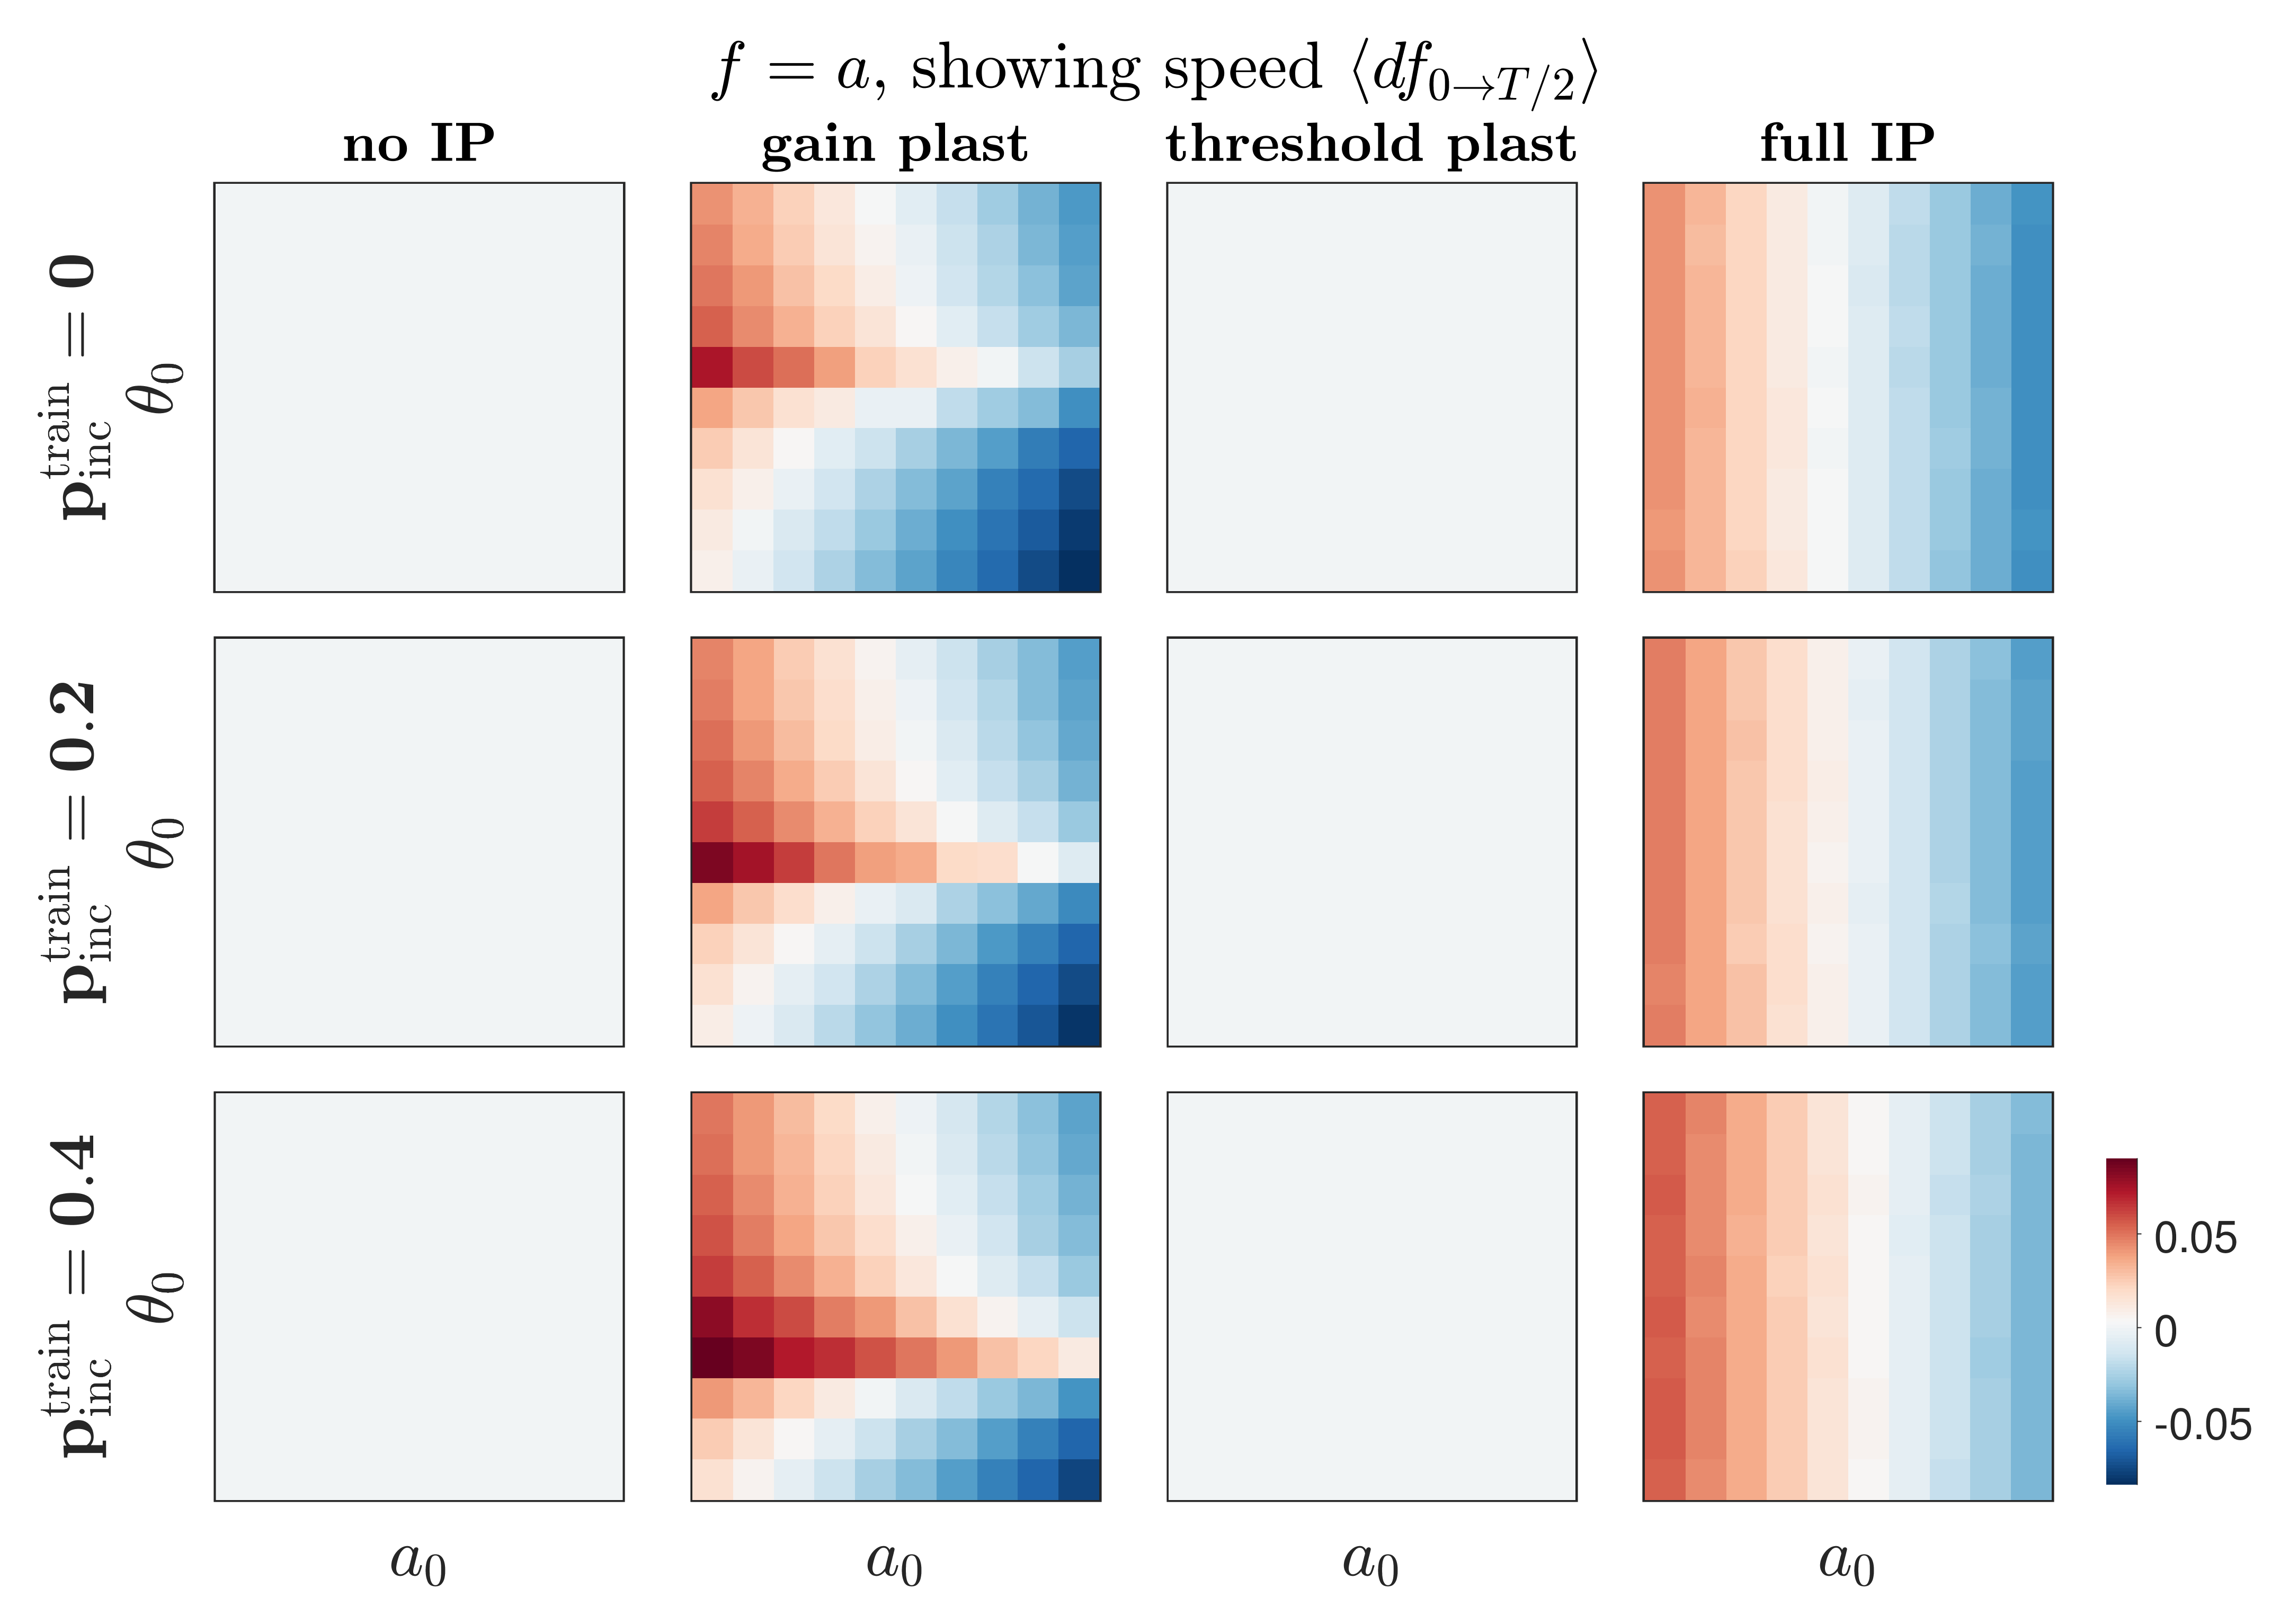 f = a, showing speed ⟨df₀→T/2⟩
no IP gain plast threshold plast full IP
p_inc^train = 0
θ₀
p_inc^train = 0.2
θ₀
p_inc^train = 0.4
θ₀
0.05
0
-0.05
a₀ a₀ a₀ a₀